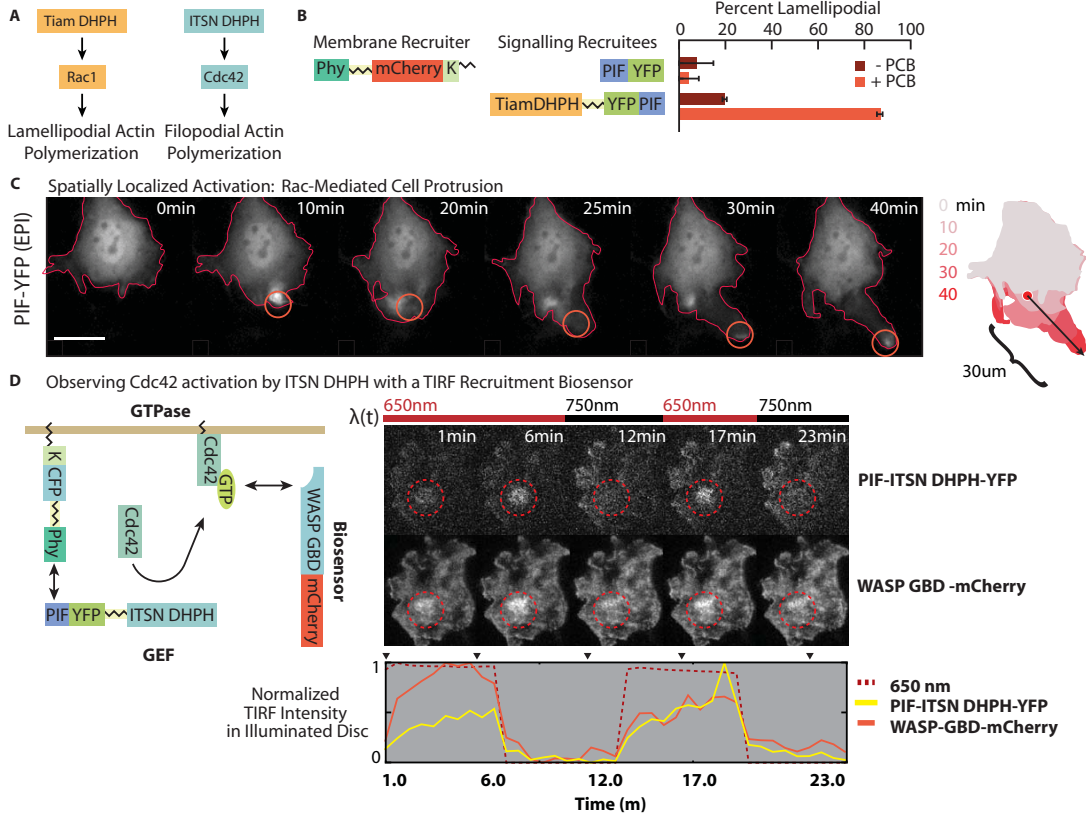 A
Tiam DHPH
ITSN DHPH
Rac1
Cdc42
Lamellipodial Actin
Polymerization
Filopodial Actin
Polymerization
B
Membrane Recruiter
Signalling Recruitees
Percent Lamellipodial
0 20 40 60 80 100
Phy mCherry K
PIF YFP
TiamDHPH YFP PIF
- PCB
+ PCB
C Spatially Localized Activation: Rac-Mediated Cell Protrusion
PIF-YFP (EPI)
0min 10min 20min 25min 30min 40min
0 min
10
20
30
40
30um
D Observing Cdc42 activation by ITSN DHPH with a TIRF Recruitment Biosensor
GTPase
K
CFP
Phy
Cdc42
Cdc42
GTP
WASP GBD
mCherry
Biosensor
PIF YFP ITSN DHPH
GEF
λ(t)
650nm 750nm 650nm 750nm
1min 6min 12min 17min 23min
PIF-ITSN DHPH-YFP
WASP GBD -mCherry
Normalized
TIRF Intensity
in Illuminated Disc
1
0
1.0 6.0 12.0 17.0 23.0
Time (m)
650 nm
PIF-ITSN DHPH-YFP
WASP-GBD-mCherry